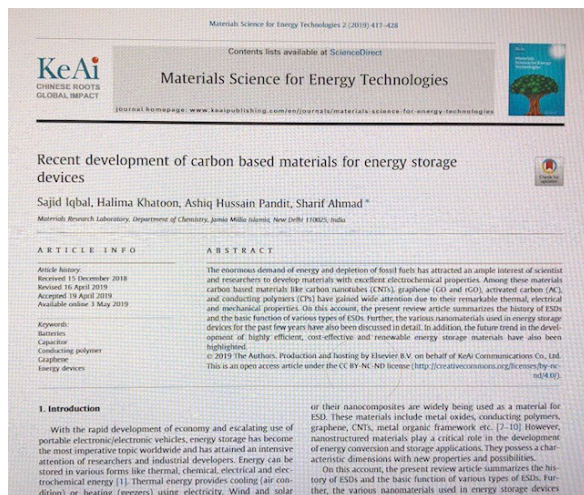 Materials Science for Energy Technologies 2 (2019) 417–428
KeAi
CHINESE ROOTS
GLOBAL IMPACT
Contents lists available at ScienceDirect
Materials Science for Energy Technologies
journal homepage: www.keaipublishing.com/en/journals/materials-science-for-energy-technologies
Recent development of carbon based materials for energy storage
devices
Check for
updates
Sajid Iqbal, Halima Khatoon, Ashiq Hussain Pandit, Sharif Ahmad *
Materials Research Laboratory, Department of Chemistry, Jamia Millia Islamia, New Delhi 110025, India
ARTICLE INFO
Article history:
Received 15 December 2018
Revised 16 April 2019
Accepted 19 April 2019
Available online 3 May 2019
Keywords:
Batteries
Capacitor
Conducting polymer
Graphene
Energy devices
ABSTRACT
The enormous demand of energy and depletion of fossil fuels has attracted an ample interest of scientist
and researchers to develop materials with excellent electrochemical properties. Among these materials
carbon based materials like carbon nanotubes (CNTs), graphene (GO and rGO), activated carbon (AC),
and conducting polymers (CPs) have gained wide attention due to their remarkable thermal, electrical
and mechanical properties. On this account, the present review article summarizes the history of ESDs
and the basic function of various types of ESDs. Further, the various nanomaterials used in energy storage
devices for the past few years have also been discussed in detail. In addition, the future trend in the devel-
opment of highly efficient, cost-effective and renewable energy storage materials have also been
highlighted.
© 2019 The Authors. Production and hosting by Elsevier B.V. on behalf of KeAi Communications Co., Ltd.
This is an open access article under the CC BY-NC-ND license (http://creativecommons.org/licenses/by-nc-
nd/4.0/).
1. Introduction
With the rapid development of economy and escalating use of
portable electronic/electronic vehicles, energy storage has become
the most imperative topic worldwide and has attained an intensive
attention of researchers and industrial developers. Energy can be
stored in various forms like thermal, chemical, electrical and elec-
trochemical energy [1]. Thermal energy provides cooling (air con-
dition) or heating (geezers) using electricity. Wind and solar
or their nanocomposites are widely being used as a material for
ESD. These materials include metal oxides, conducting polymers,
graphene, CNTs, metal organic framework etc. [7–10] However,
nanostructured materials play a critical role in the development
of energy conversion and storage applications. They possess a char-
acteristic dimensions with new properties and possibilities.
On this account, the present review article summarizes the his-
tory of ESDs and the basic function of various types of ESDs. Fur-
ther, the various nanomaterials used in energy storage devices